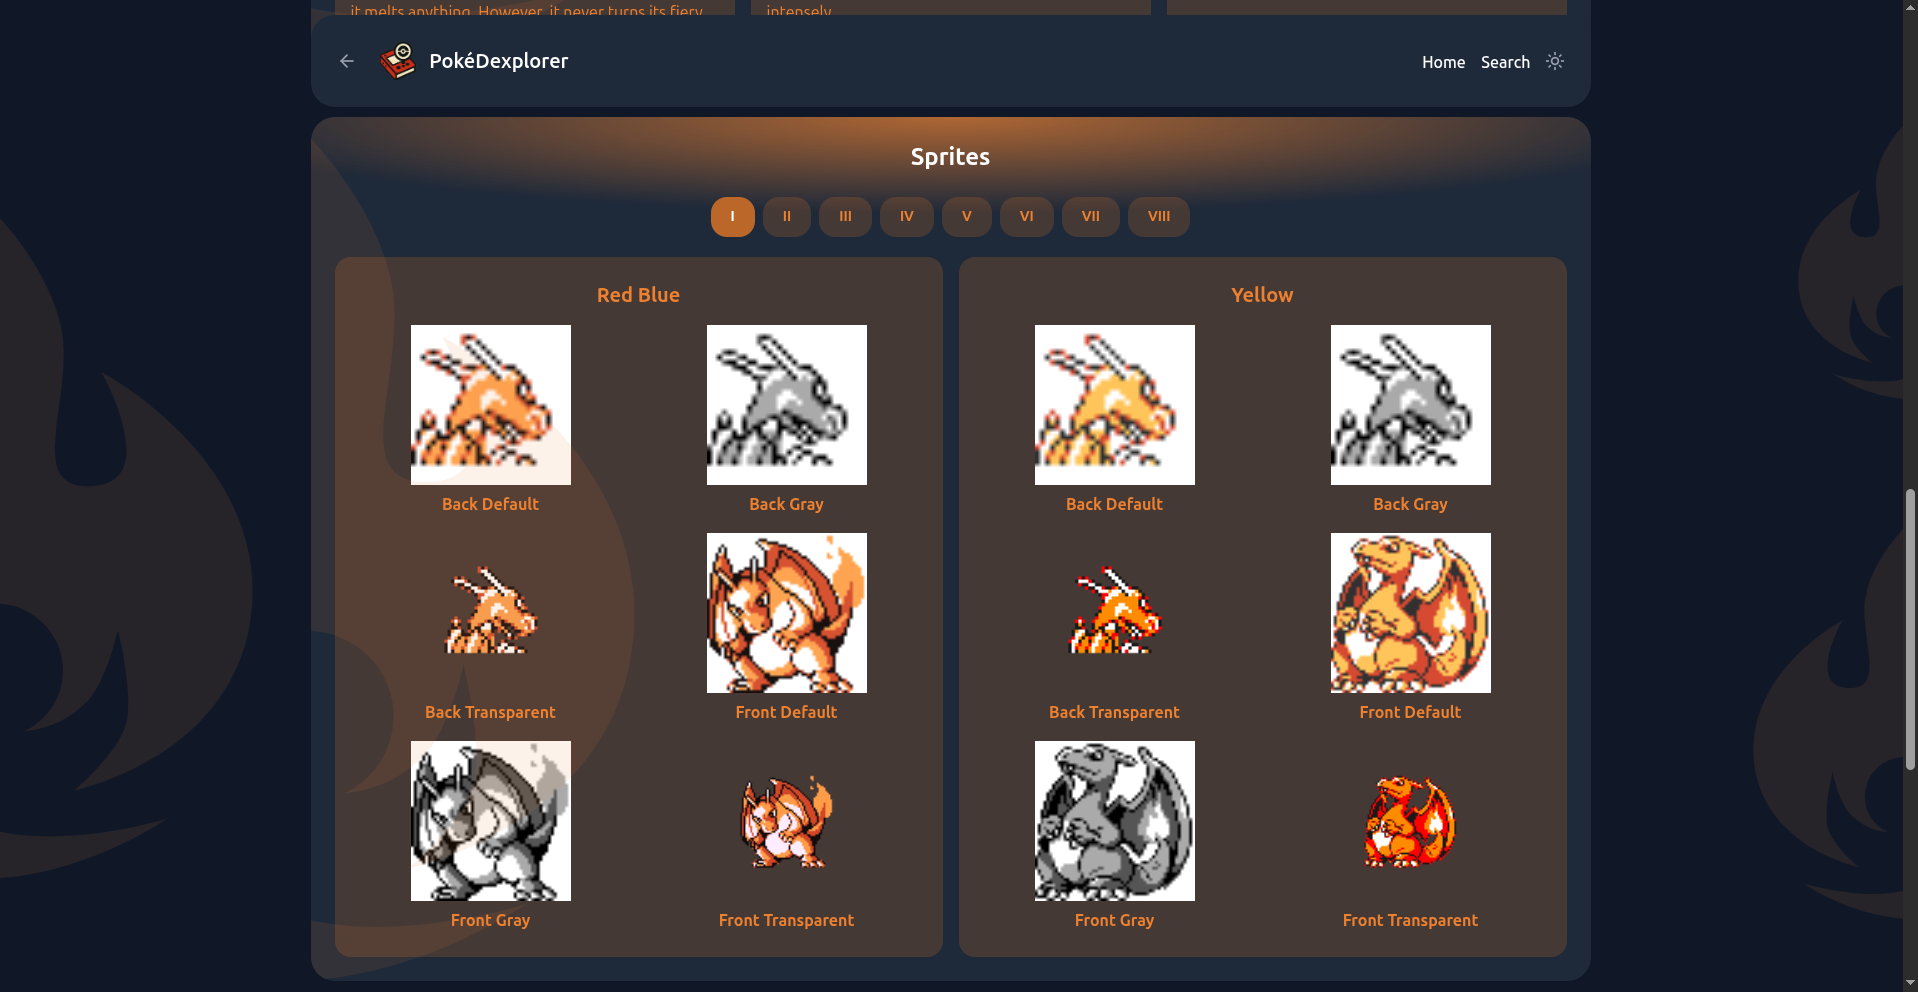 it melts anything. However, it never turns its fiery
intensely.
PokéDexplorer
Home Search
Sprites
I II III IV V VI VII VIII
Red Blue
Back Default Back Gray
Back Transparent Front Default
Front Gray Front Transparent
Yellow
Back Default Back Gray
Back Transparent Front Default
Front Gray Front Transparent